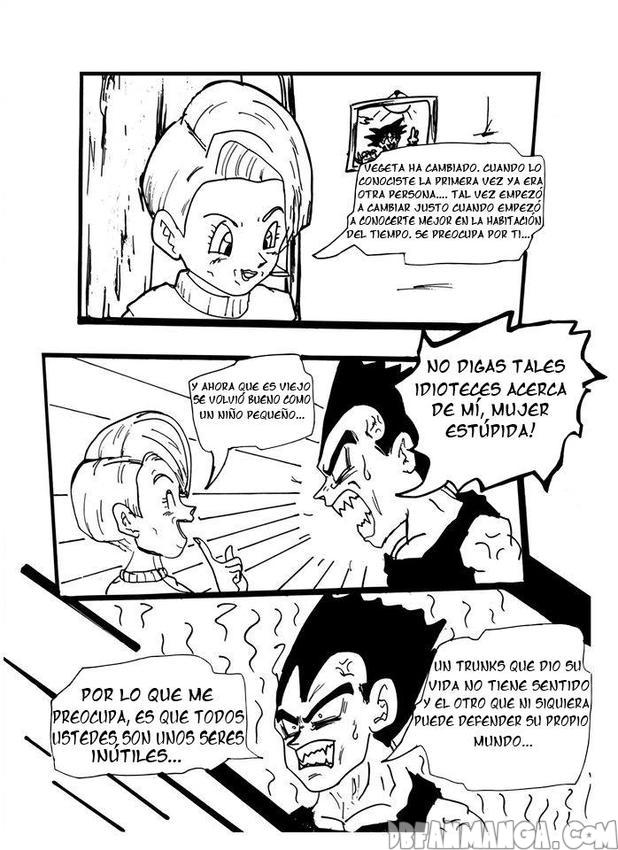 VEGETA HA CAMBIADO. CUANDO LO
CONOCISTE LA PRIMERA VEZ YA ERA
OTRA PERSONA.... TAL VEZ EMPEZÓ
A CAMBIAR JUSTO CUANDO EMPEZÓ
A CONOCERTE MEJOR EN LA HABITACIÓN
DEL TIEMPO. SE PREOCUPA POR TI...
Y AHORA QUE ES VIEJO
SE VOLVIÓ BUENO COMO
UN NIÑO PEQUEÑO...
NO DIGAS TALES
IDIOTECES ACERCA
DE MÍ, MUJER
ESTÚPIDA!
POR LO QUE ME
PREOCUPA, ES QUE TODOS
USTEDES SON UNOS SERES
INÚTILES...
UN TRUNKS QUE DIO SU
VIDA NO TIENE SENTIDO
Y EL OTRO QUE NI SIQUIERA
PUEDE DEFENDER SU PROPIO
MUNDO...
DBFANMANGA.COM